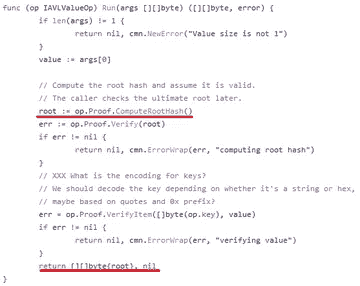 func (op IAVLValueOp) Run(args [][]byte) ([][]byte, error) {
if len(args) != 1 {
return nil, cmn.NewError("Value size is not 1")
}
value := args[0]
// Compute the root hash and assume it is valid.
// The caller checks the ultimate root later.
root := op.Proof.ComputeRootHash()
err := op.Proof.Verify(root)
if err != nil {
return nil, cmn.ErrorWrap(err, "computing root hash")
}
// XXX What is the encoding for keys?
// We should decode the key depending on whether it's a string or hex,
// maybe based on quotes and 0x prefix?
err = op.Proof.VerifyItem([]byte(op.key), value)
if err != nil {
return nil, cmn.ErrorWrap(err, "verifying value")
}
return [][]byte{root}, nil
}